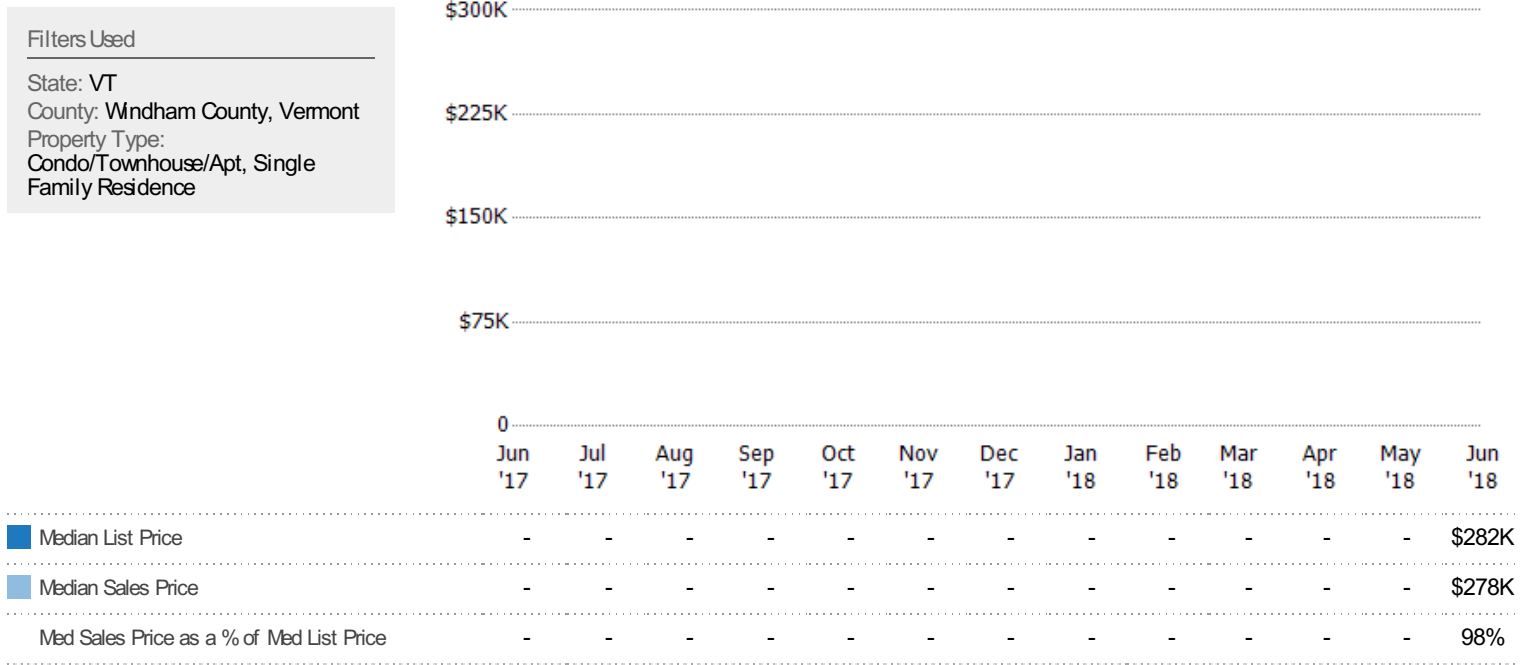 Filters Used
State: VT
County: Windham County, Vermont
Property Type:
Condo/Townhouse/Apt, Single
Family Residence
$300K
$225K
$150K
$75K
0
Jun Jul Aug Sep Oct Nov Dec Jan Feb Mar Apr May Jun
'17 '17 '17 '17 '17 '17 '17 '18 '18 '18 '18 '18 '18
Median List Price - - - - - - - - - - - - $282K
Median Sales Price - - - - - - - - - - - - $278K
Med Sales Price as a % of Med List Price - - - - - - - - - - - - 98%